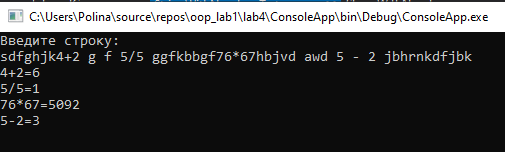 C:\Users\Polina\source\repos\oop_lab1\lab4\ConsoleApp\bin\Debug\ConsoleApp.exe
Введите строку:
sdfghjk4+2 g f 5/5 ggfkbbgf76*67hbjvd awd 5 - 2 jbhrnkdfjbk
4+2=6
5/5=1
76*67=5092
5-2=3